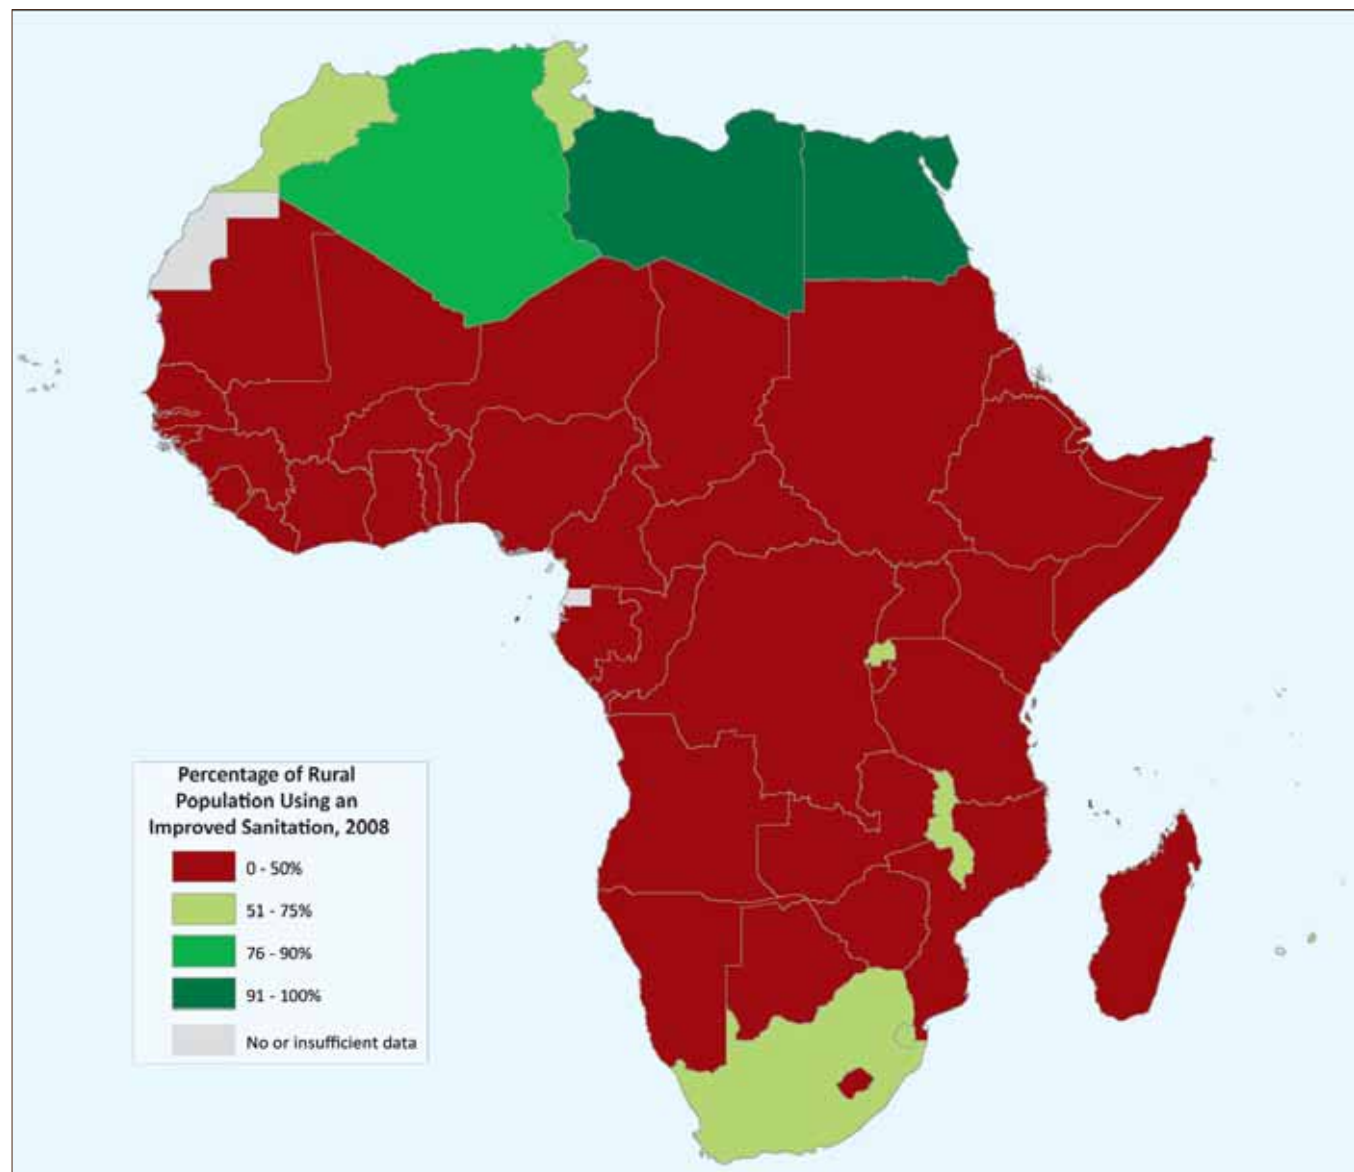 Percentage of Rural
Population Using an
Improved Sanitation, 2008
0 - 50%
51 - 75%
76 - 90%
91 - 100%
No or insufficient data